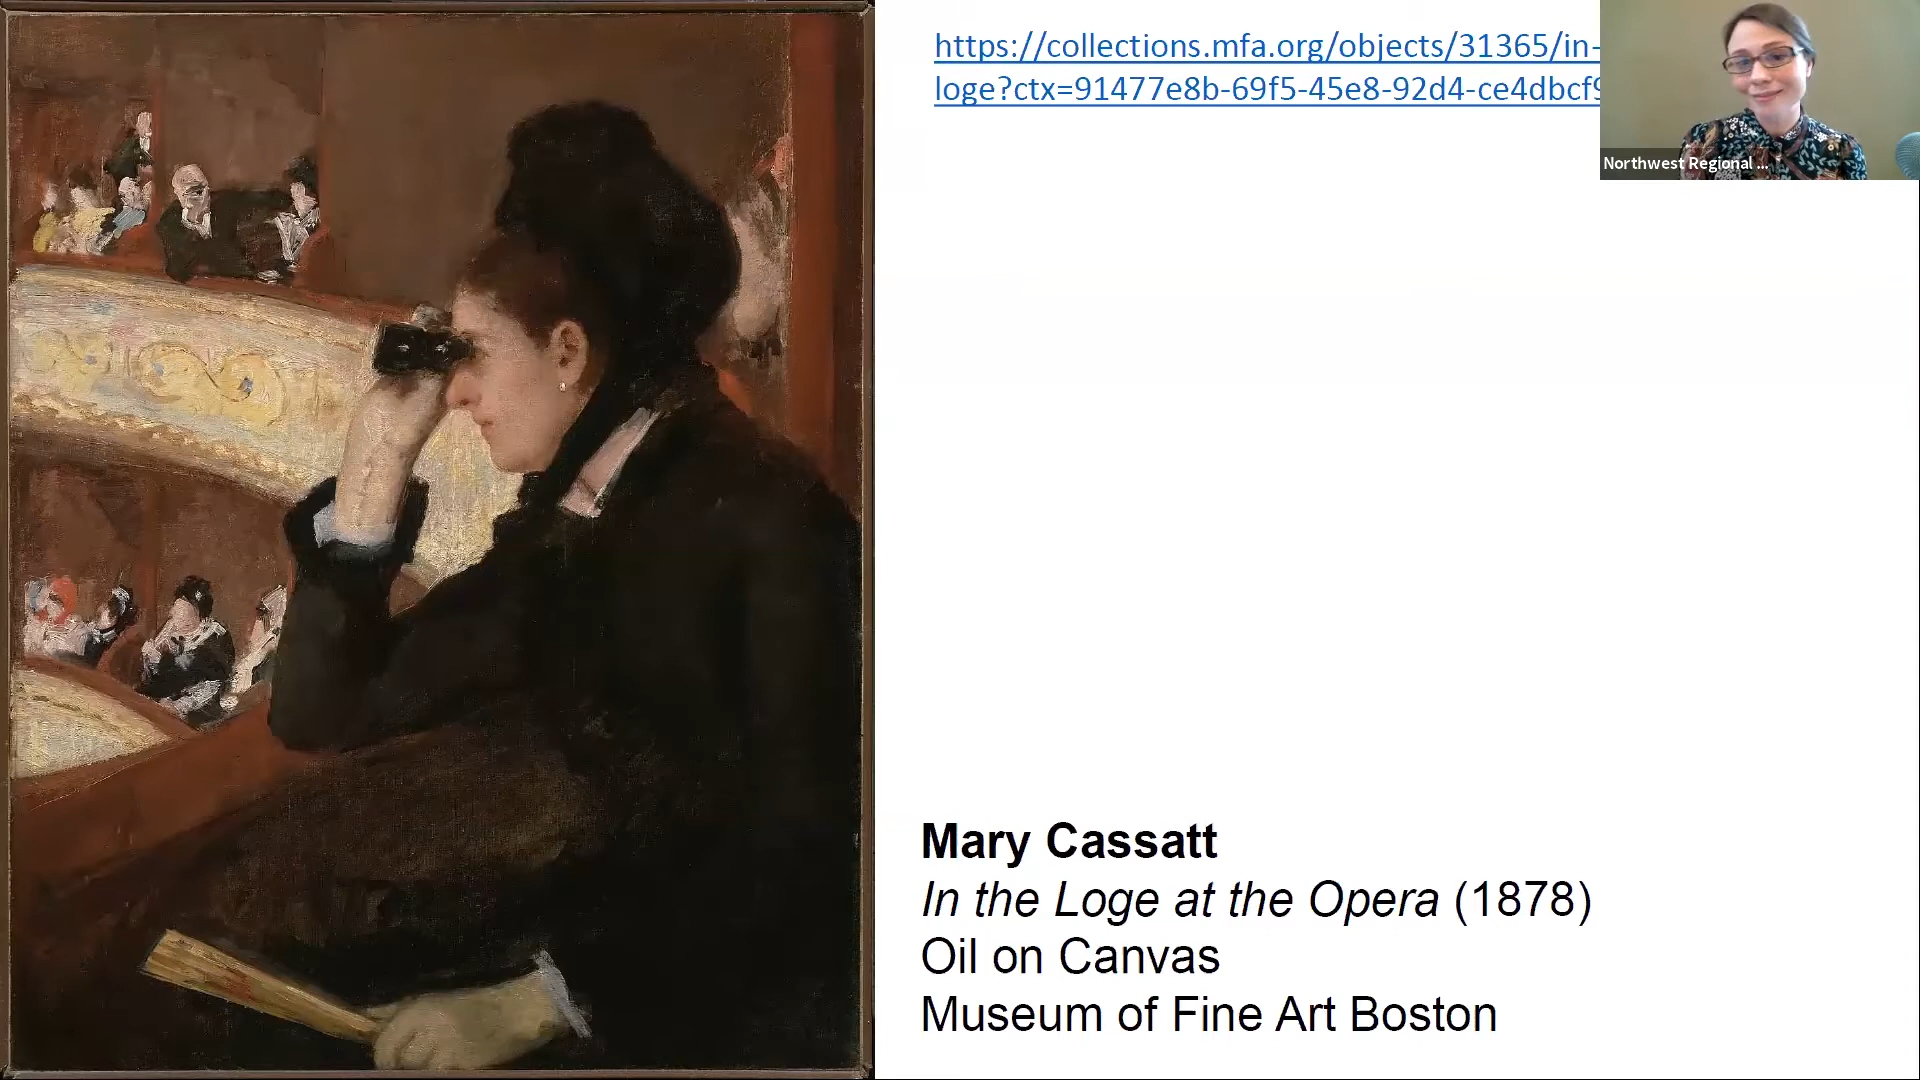 https://collections.mfa.org/objects/31365/in-
loge?ctx=91477e8b-69f5-45e8-92d4-ce4dbcf9
Northwest Regional ...
Mary Cassatt
In the Loge at the Opera (1878)
Oil on Canvas
Museum of Fine Art Boston